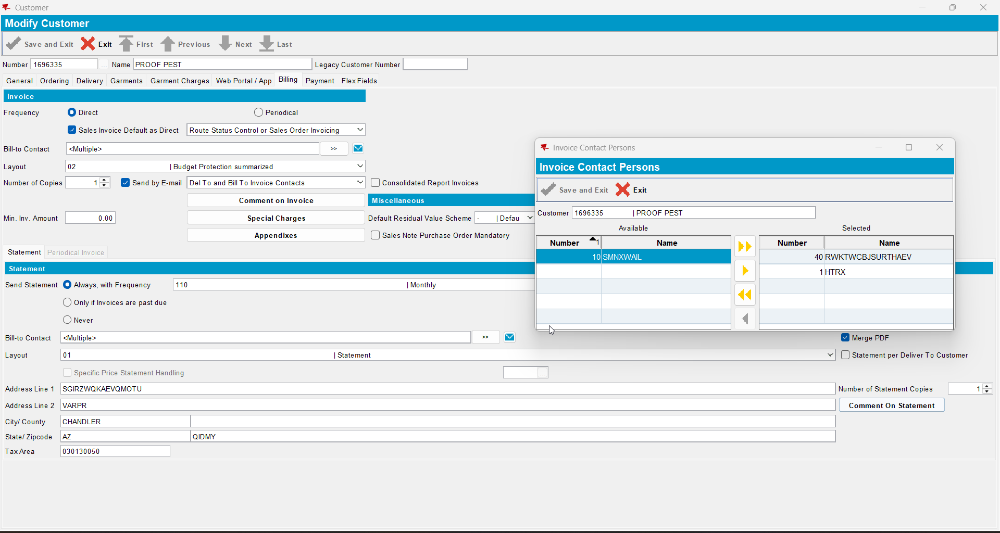 Customer
Modify Customer
Save and Exit Exit First Previous Next Last
Number 1696335 ... Name PROOF PEST Legacy Customer Number
General Ordering Delivery Garments Garment Charges Web Portal / App Billing Payment FlexFields
Invoice
Frequency Direct Periodical
Sales Invoice Default as Direct Route Status Control or Sales Order Invoicing
Bill-to Contact <Multiple> >>
Layout 02 | Budget Protection summarized
Number of Copies 1 Send by E-mail Del To and Bill To Invoice Contacts Consolidated Report Invoices
Comment on Invoice Miscellaneous
Min. Inv. Amount 0.00 Special Charges Default Residual Value Scheme - | Defau
Appendixes Sales Note Purchase Order Mandatory
Statement Periodical Invoice
Statement
Send Statement Always, with Frequency 110 | Monthly
Only if Invoices are past due
Never
Bill-to Contact <Multiple> >> Merge PDF
Layout 01 | Statement Statement per Deliver To Customer
Specific Price Statement Handling ...
Address Line 1 SGIRZWQKAEVQMOTU Number of Statement Copies 1
Address Line 2 VARPR Comment On Statement
City/ County CHANDLER
State/ Zipcode AZ QIDMY
Tax Area 030130050
Invoice Contact Persons
Invoice Contact Persons
Save and Exit Exit
Customer 1696335 | PROOF PEST
Available Selected
Number 1 Name Number Name
10 SMNXWAIL 40 RWKTWCBJSURTHAEV
1 HTRX